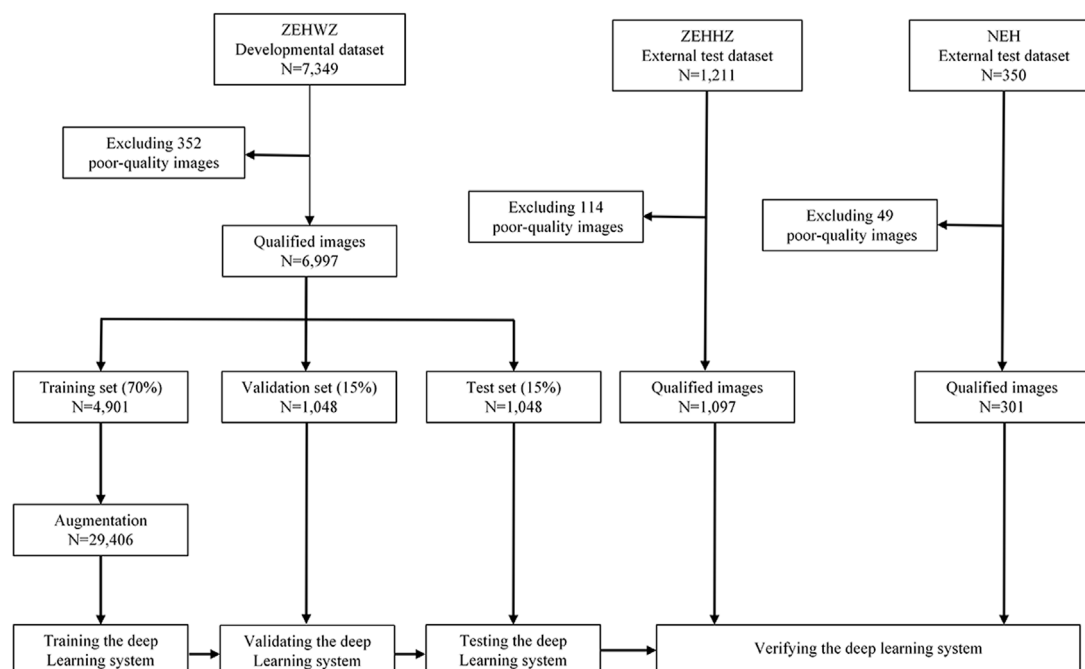 ZEHWZ
Developmental dataset
N=7,349
ZEHHZ
External test dataset
N=1,211
NEH
External test dataset
N=350
Excluding 352
poor-quality images
Excluding 114
poor-quality images
Excluding 49
poor-quality images
Qualified images
N=6,997
Training set (70%)
N=4,901
Validation set (15%)
N=1,048
Test set (15%)
N=1,048
Qualified images
N=1,097
Qualified images
N=301
Augmentation
N=29,406
Training the deep
Learning system
Validating the deep
Learning system
Testing the deep
Learning system
Verifying the deep learning system